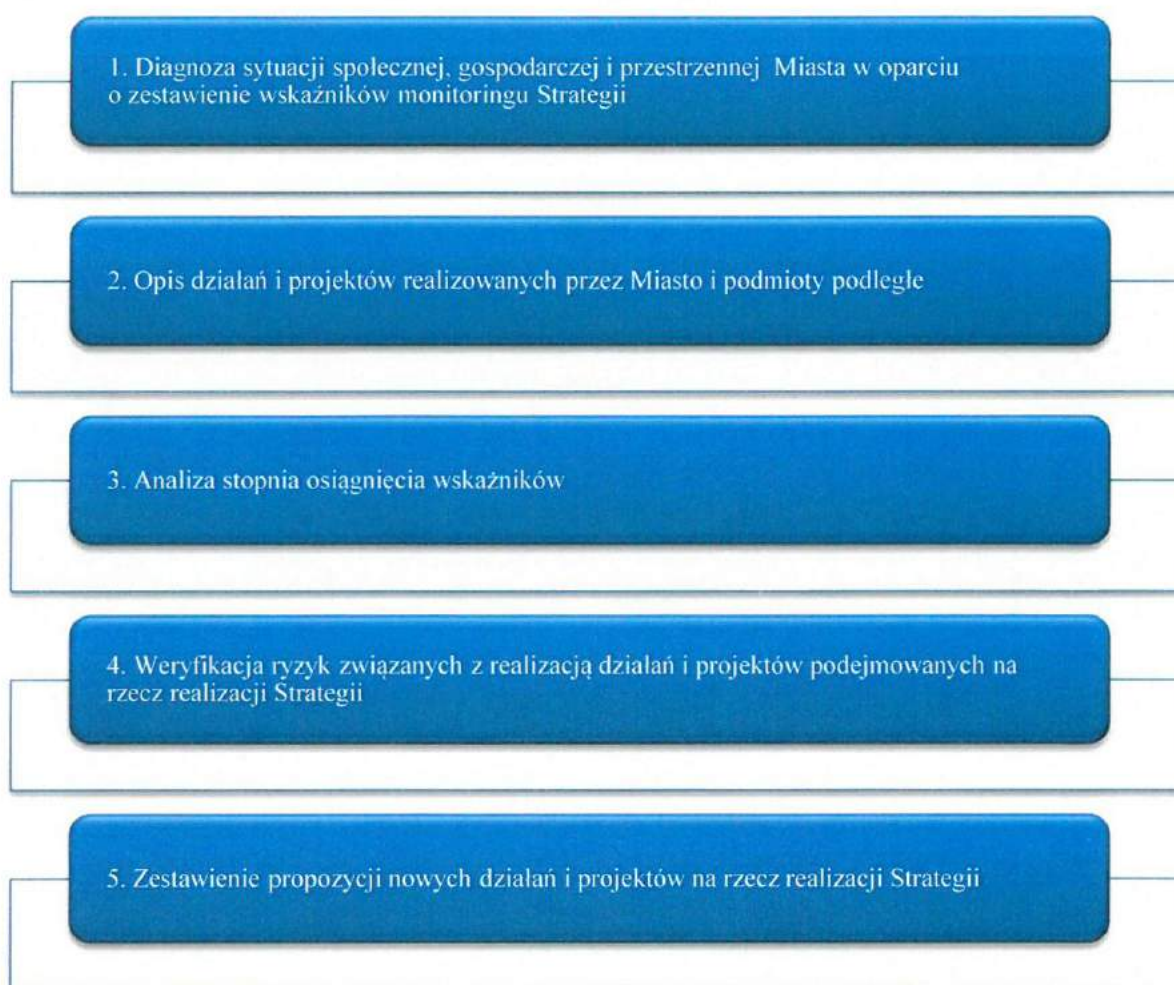 1. Diagnoza sytuacji społecznej, gospodarczej i przestrzennej Miasta w oparciu
o zestawienie wskaźników monitoringu Strategii
2. Opis działań i projektów realizowanych przez Miasto i podmioty podległe
3. Analiza stopnia osiągnięcia wskaźników
4. Weryfikacja ryzyk związanych z realizacją działań i projektów podejmowanych na
rzecz realizacji Strategii
5. Zestawienie propozycji nowych działań i projektów na rzecz realizacji Strategii